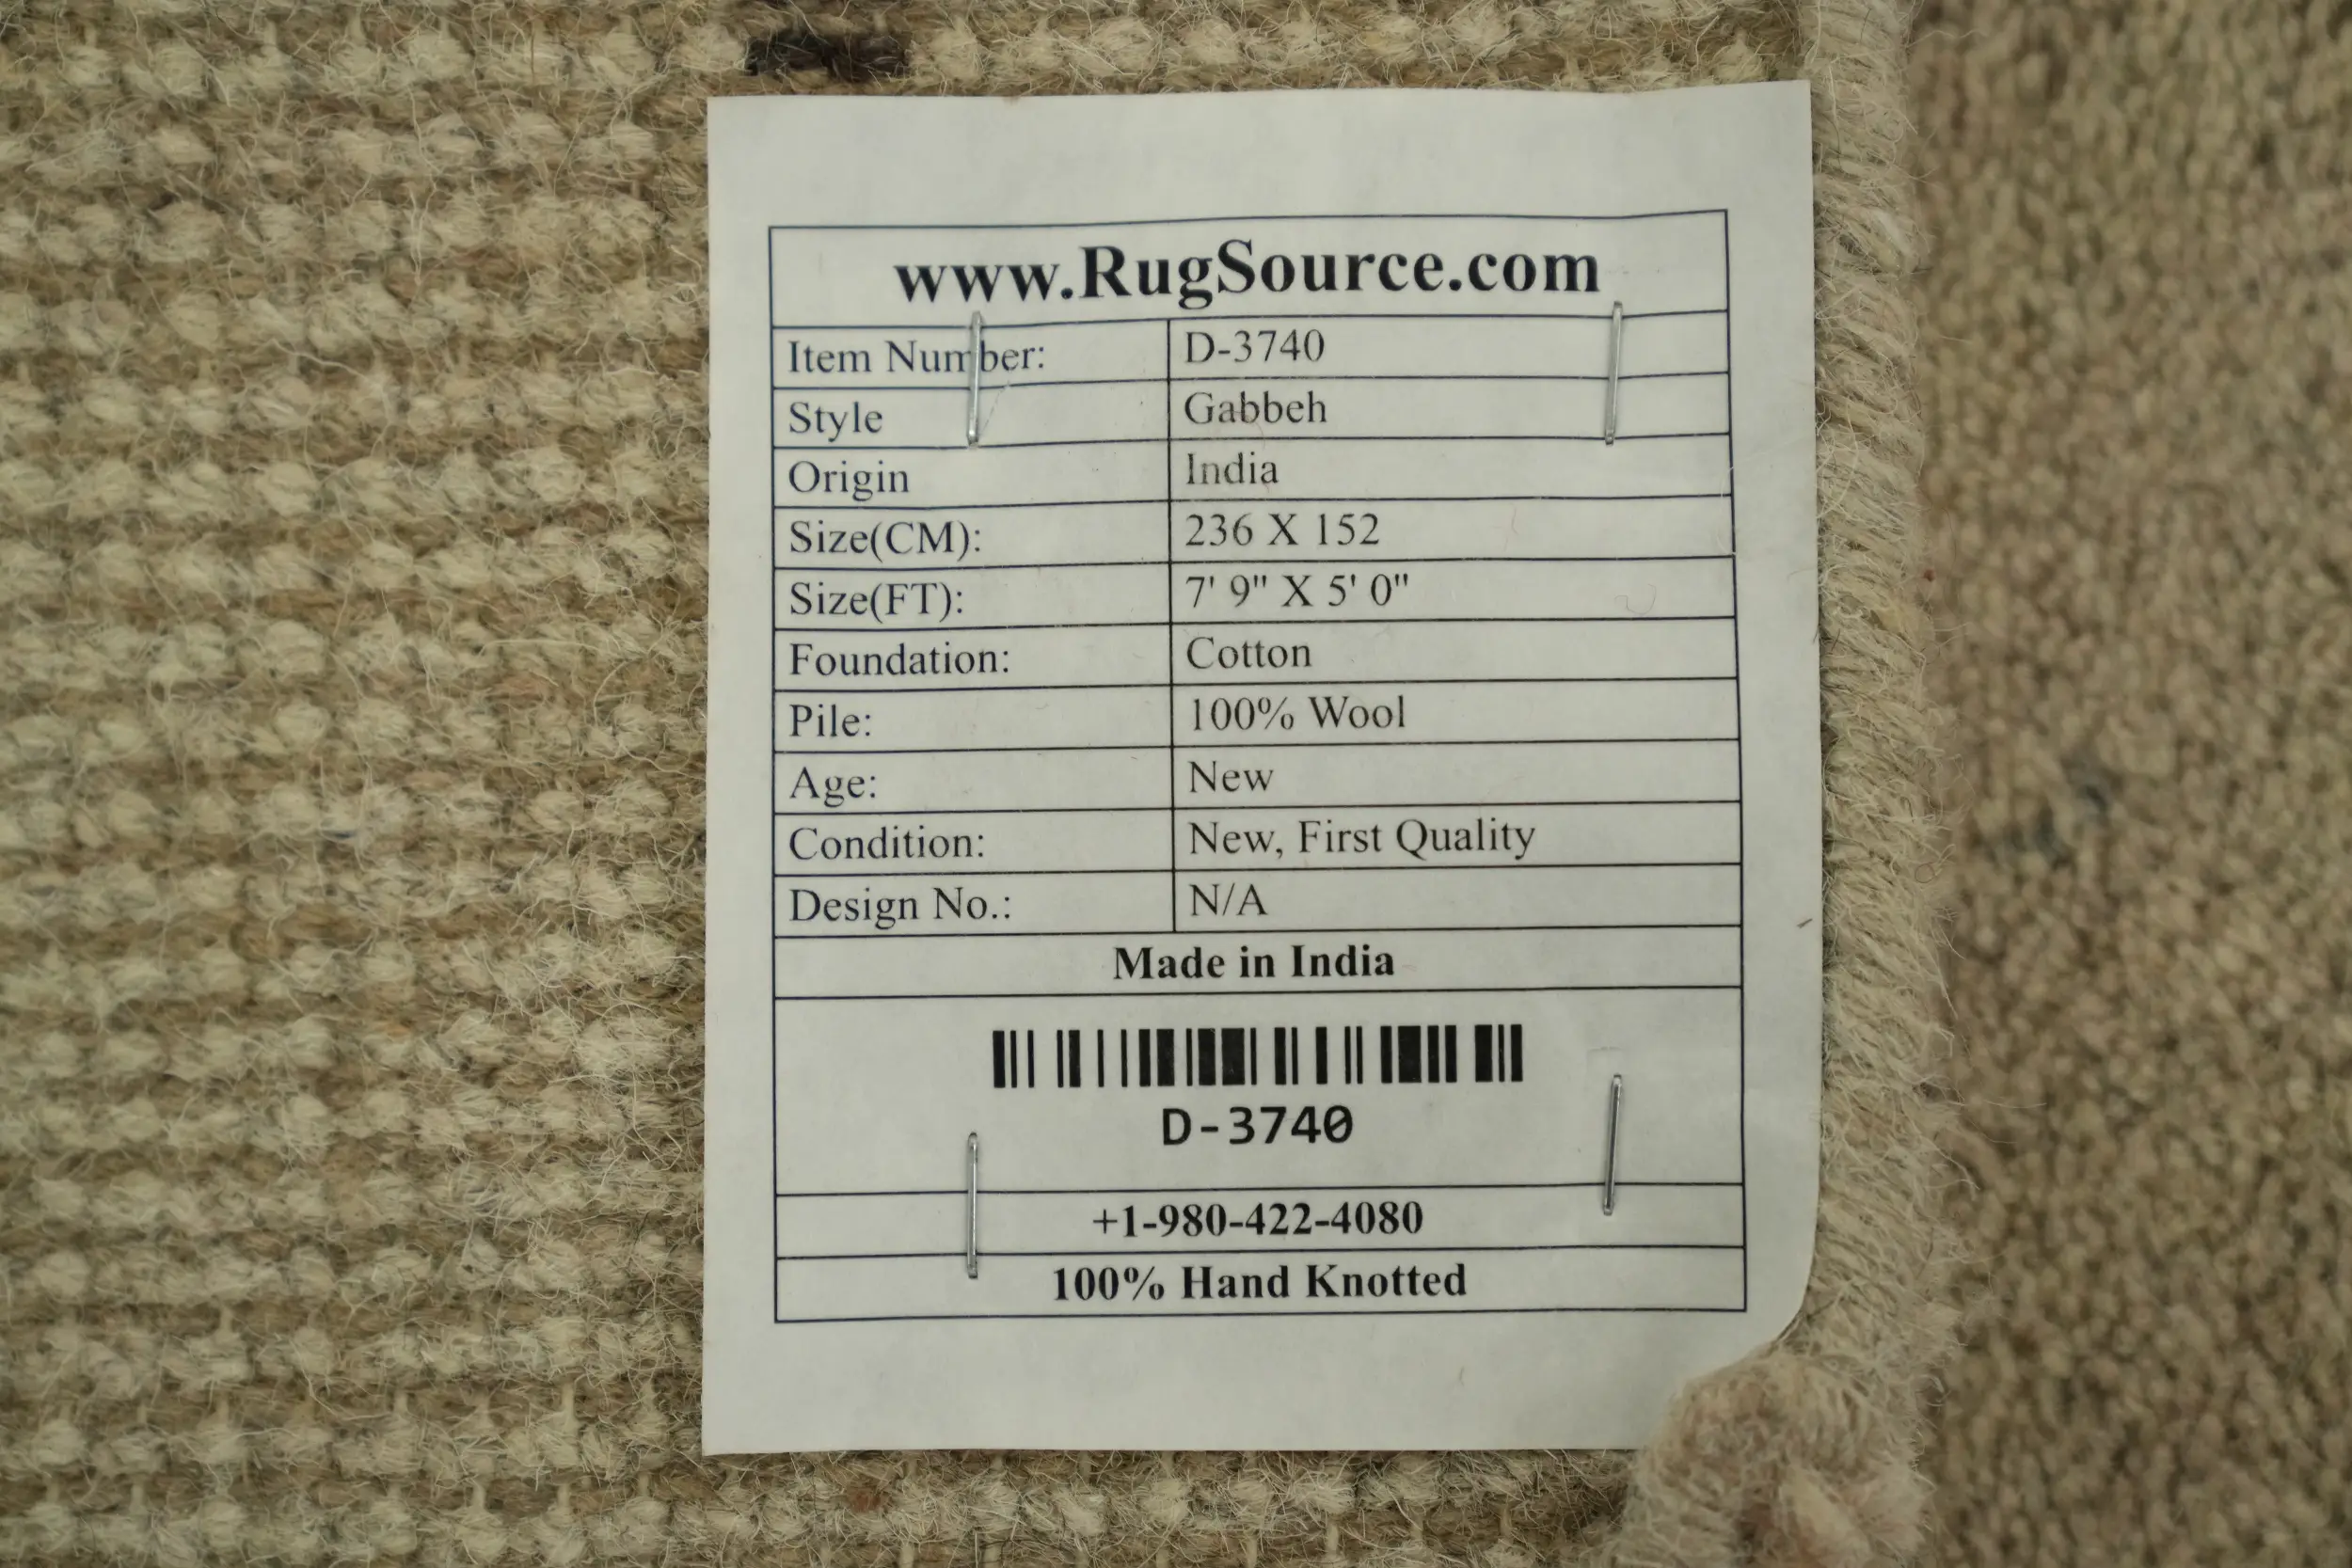 www.RugSource.com
Item Number: D-3740
Style Gabbeh
Origin India
Size(CM): 236 X 152
Size(FT): 7' 9" X 5' 0"
Foundation: Cotton
Pile: 100% Wool
Age: New
Condition: New, First Quality
Design No.: N/A
Made in India
D-3740
+1-980-422-4080
100% Hand Knotted